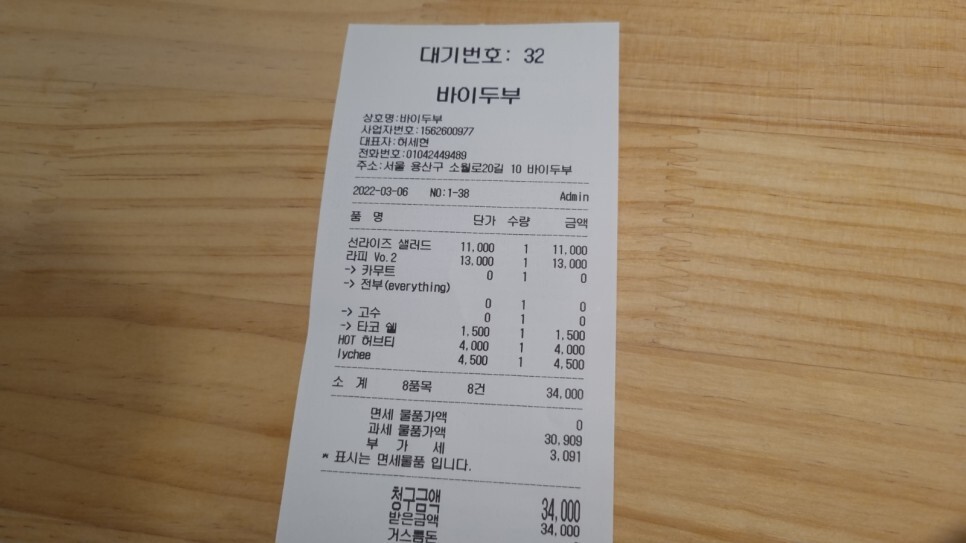 대기번호: 32
바이두부
상호명:바이두부
사업자번호:1562600977
대표자:허세현
전화번호:01042449489
주소:서울 용산구 소월로20길 10 바이두부
2022-03-06 NO:1-38 Admin
품 명 단가 수량 금액
선라이즈 샐러드 11,000 1 11,000
라피 Vo.2 13,000 1 13,000
-> 카무트 0 1 0
-> 전부(everything)
0 1 0
-> 고수 0 1 0
-> 타코 쉘 1,500 1 1,500
HOT 허브티 4,000 1 4,000
lychee 4,500 1 4,500
소 계 8품목 8건 34,000
면세 물품가액 0
과세 물품가액 30,909
부 가 세 3,091
* 표시는 면세물품 입니다.
청구금액 34,000
받은금액 34,000
거스름돈